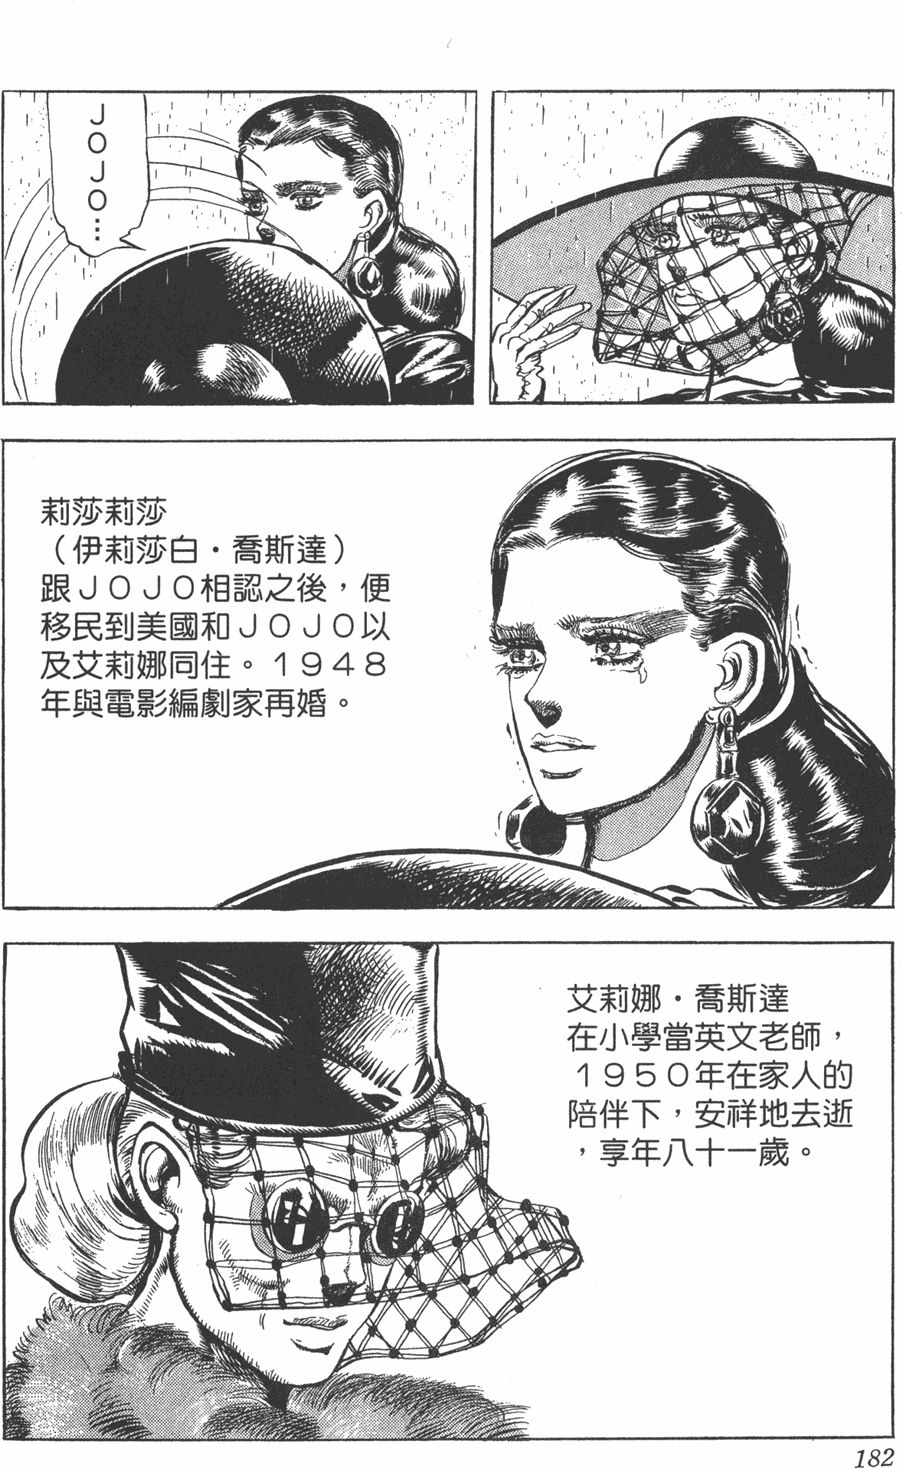 JOJO…
莉莎莉莎
（伊莉莎白・喬斯達）
跟ＪＯＪＯ相認之後，便
移民到美國和ＪＯＪＯ以
及艾莉娜同住。１９４８
年與電影編劇家再婚。
艾莉娜・喬斯達
在小學當英文老師，
１９５０年在家人的
陪伴下，安祥地去逝
，享年八十一歲。
182